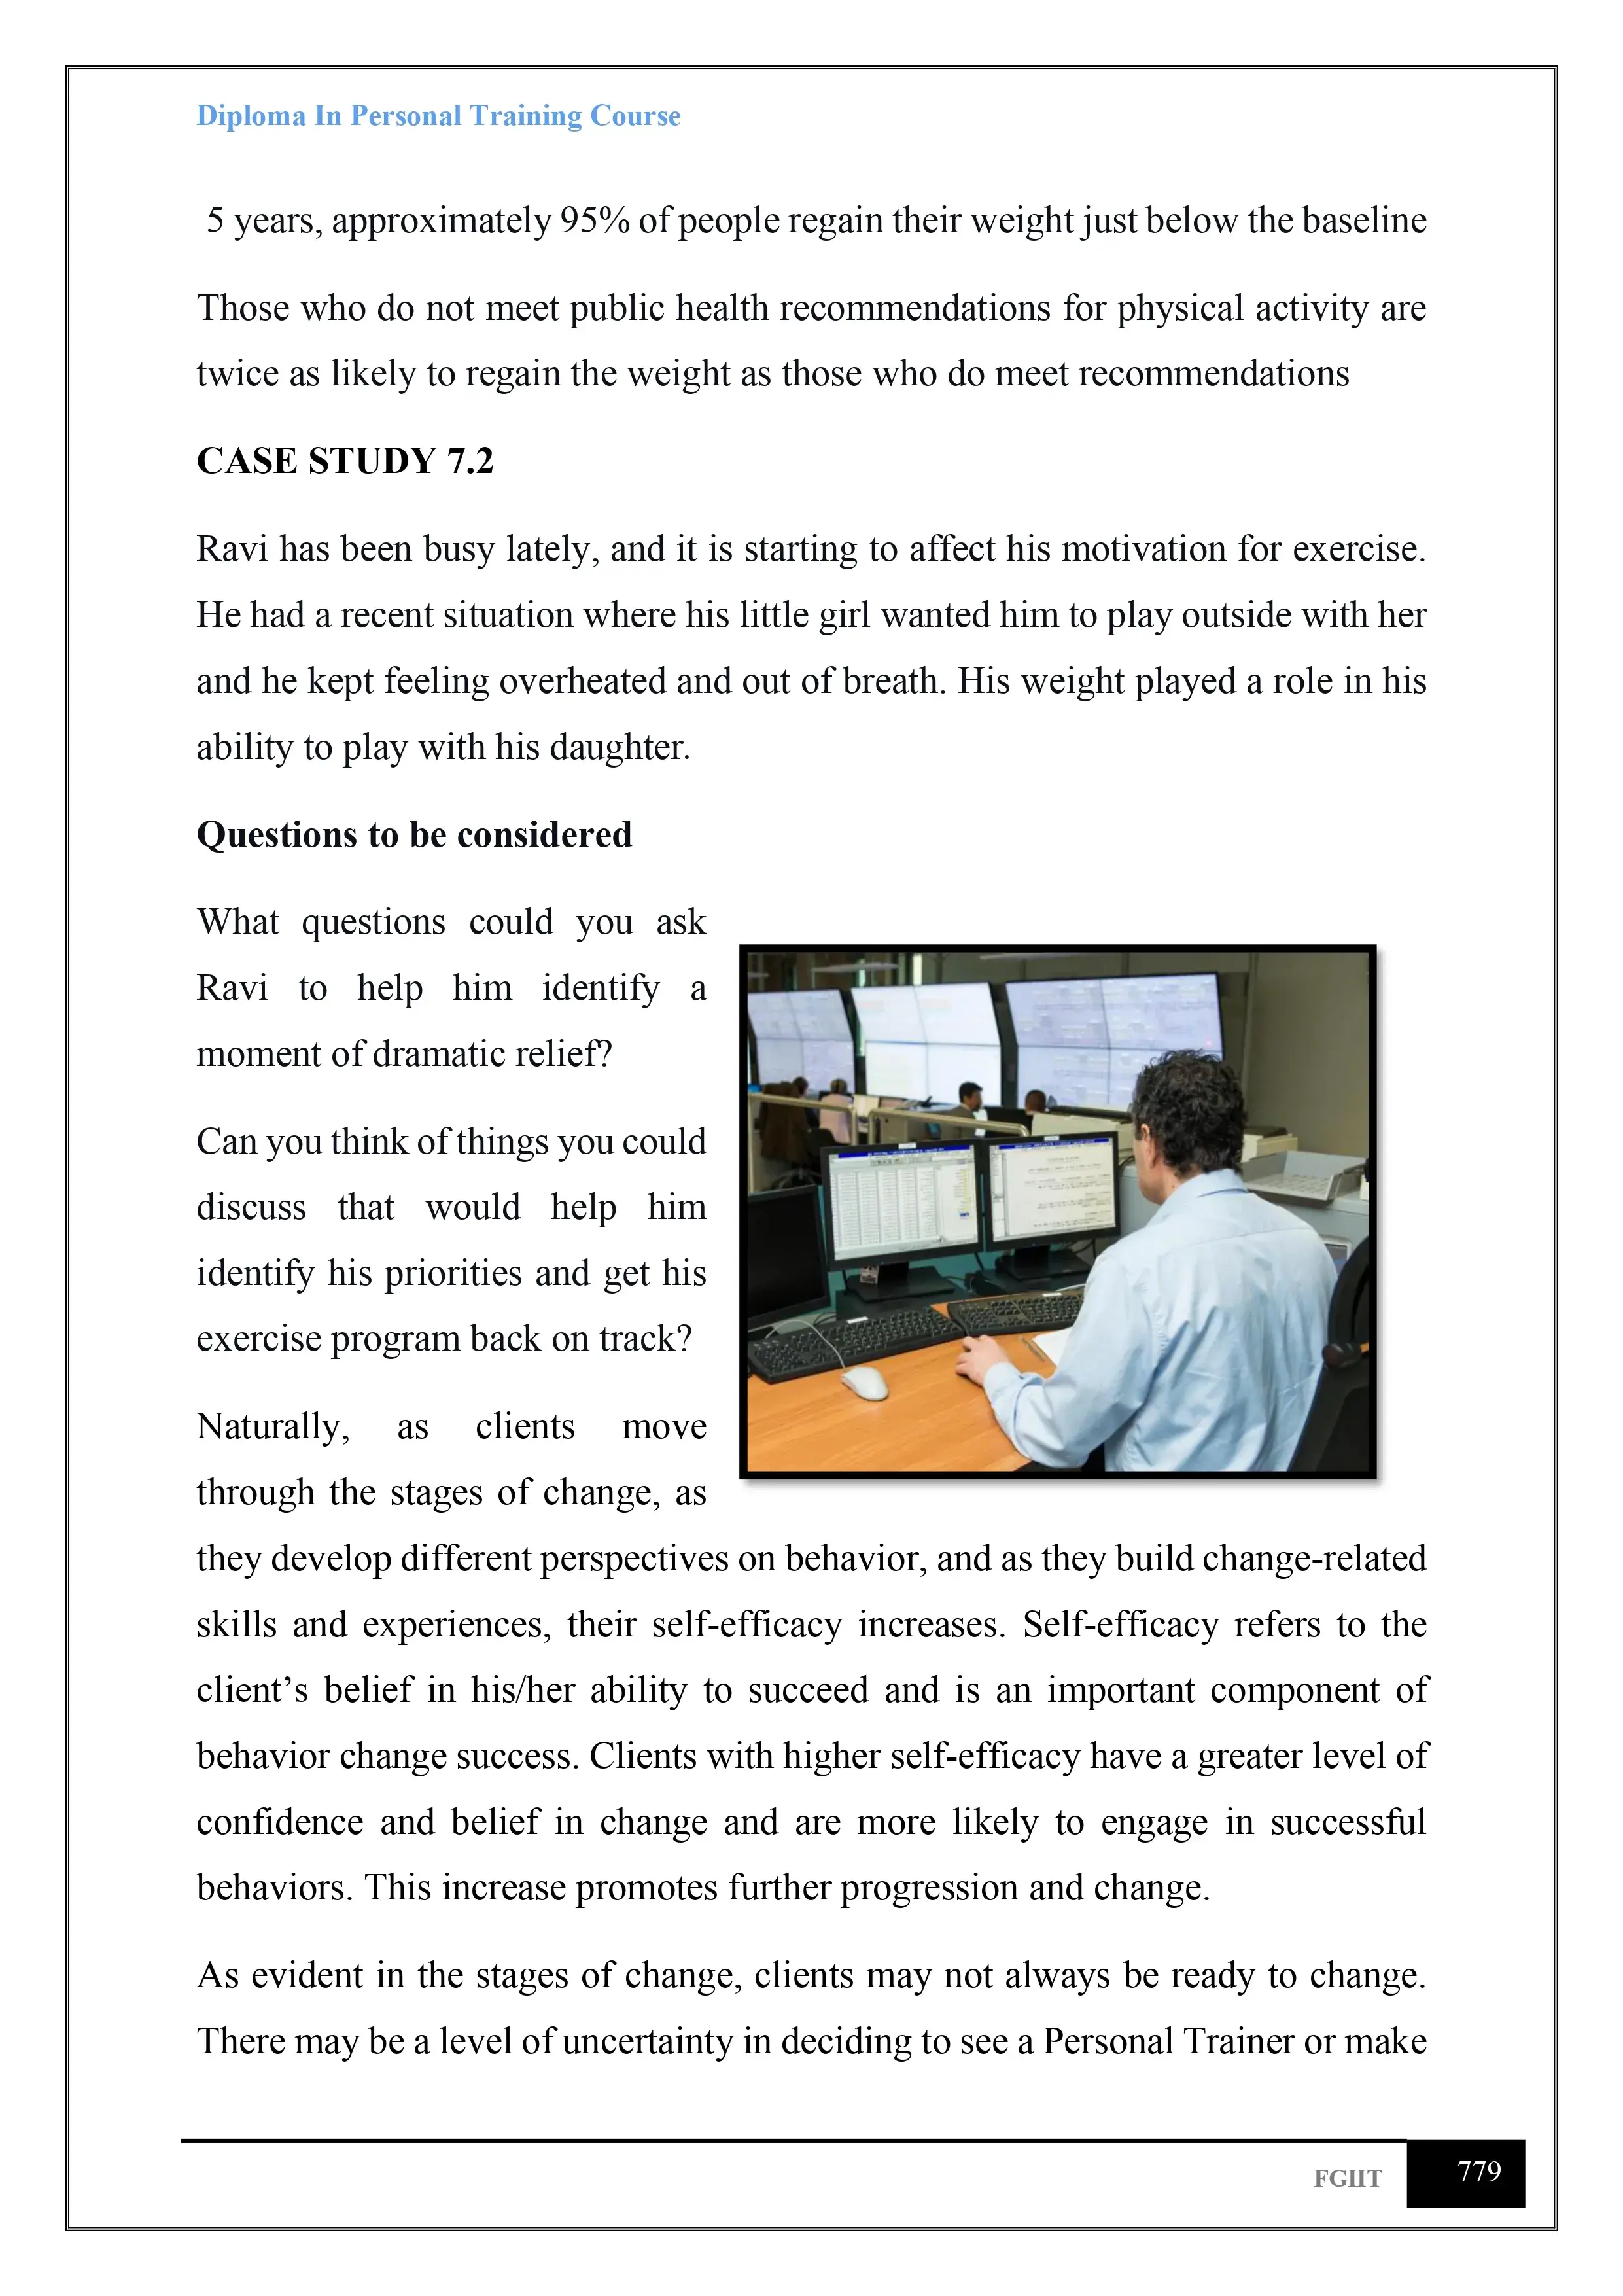 Diploma In Personal Training Course
5 years, approximately 95% of people regain their weight just below the baseline
Those who do not meet public health recommendations for physical activity are
twice as likely to regain the weight as those who do meet recommendations
CASE STUDY 7.2
Ravi has been busy lately, and it is starting to affect his motivation for exercise.
He had a recent situation where his little girl wanted him to play outside with her
and he kept feeling overheated and out of breath. His weight played a role in his
ability to play with his daughter.
Questions to be considered
What questions could you ask
Ravi to help him identify a
moment of dramatic relief?
Can you think of things you could
discuss that would help him
identify his priorities and get his
exercise program back on track?
Naturally, as clients move
through the stages of change, as
they develop different perspectives on behavior, and as they build change-related
skills and experiences, their self-efficacy increases. Self-efficacy refers to the
client’s belief in his/her ability to succeed and is an important component of
behavior change success. Clients with higher self-efficacy have a greater level of
confidence and belief in change and are more likely to engage in successful
behaviors. This increase promotes further progression and change.
As evident in the stages of change, clients may not always be ready to change.
There may be a level of uncertainty in deciding to see a Personal Trainer or make
FGIIT
779